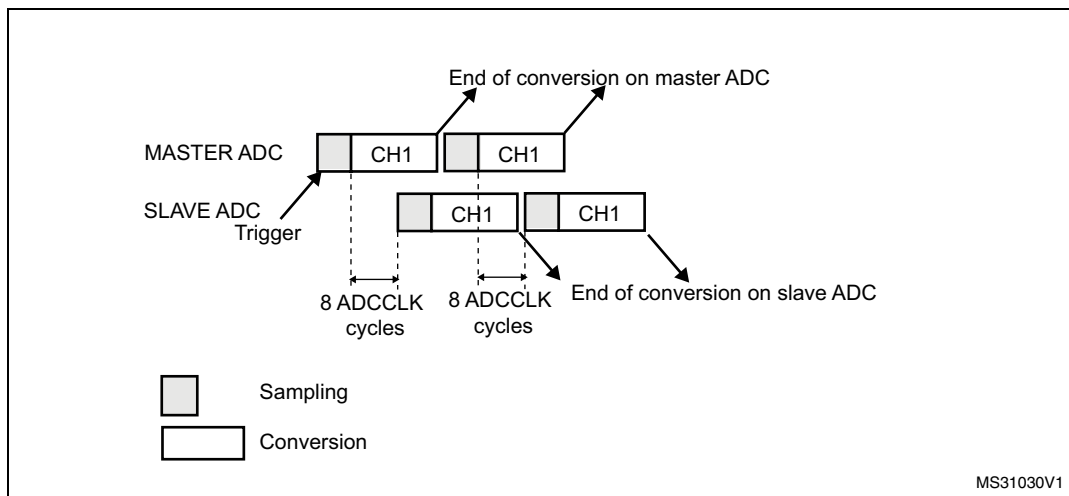 End of conversion on master ADC
MASTER ADC
CH1
CH1
SLAVE ADC
CH1
CH1
Trigger
8 ADCCLK
cycles
8 ADCCLK
cycles
End of conversion on slave ADC
Sampling
Conversion
MS31030V1